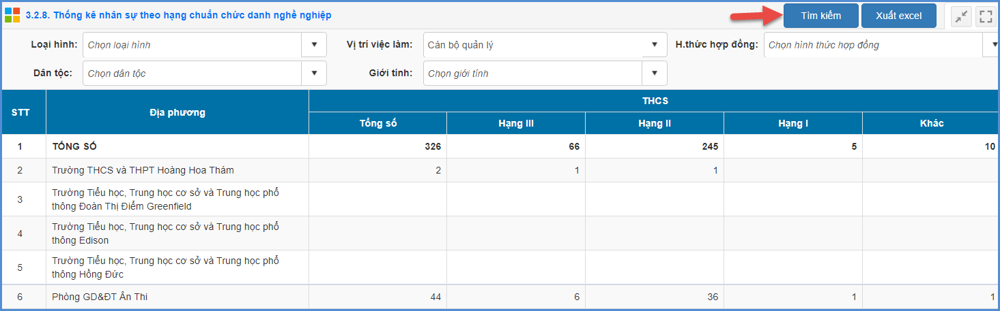 3.2.8. Thống kê nhân sự theo hạng chuẩn chức danh nghề nghiệp Tìm kiếm Xuất excel
Loại hình: Chọn loại hình Vị trí việc làm: Cán bộ quản lý H.thức hợp đồng: Chọn hình thức hợp đồng
Dân tộc: Chọn dân tộc Giới tính: Chọn giới tính
STT Địa phương THCS
Tổng số Hạng III Hạng II Hạng I Khác
1 TỔNG SỐ 326 66 245 5 10
2 Trường THCS và THPT Hoàng Hoa Thám 2 1 1
3 Trường Tiểu học, Trung học cơ sở và Trung học phổ
thông Đoàn Thị Điểm Greenfield
4 Trường Tiểu học, Trung học cơ sở và Trung học phổ
thông Edison
5 Trường Tiểu học, Trung học cơ sở và Trung học phổ
thông Hồng Đức
6 Phòng GD&ĐT Ân Thi 44 6 36 1 1